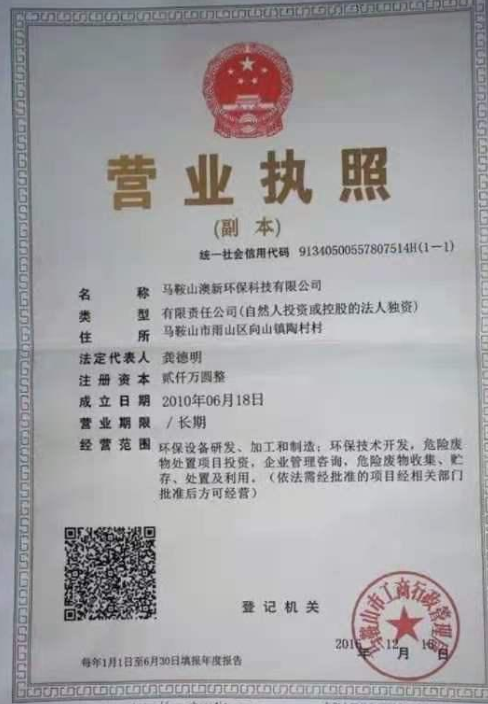 营业执照
(副 本)
统一社会信用代码 91340500557807514H(1-1)
名 称 马鞍山澳新环保科技有限公司
类 型 有限责任公司(自然人投资或控股的法人独资)
住 所 马鞍山市雨山区向山镇陶村村
法定代表人 龚德明
注册资本 贰仟万圆整
成立日期 2010年06月18日
营业期限 /长期
经营范围 环保设备研发、加工和制造；环保技术开发，危险废
物处置项目投资，企业管理咨询，危险废物收集、贮
存、处置及利用。（依法需经批准的项目经相关部门
批准后方可经营）
登记机关
马鞍山市工商行政管理局
2016年 12月 16日
每年1月1日至6月30日填报年度报告